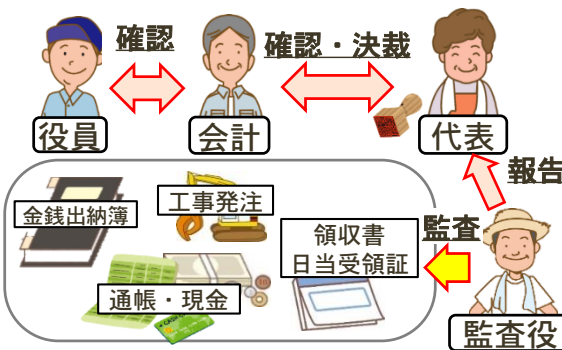 確認
確認・決裁
役員
会計
代表
報告
金銭出納簿
工事発注
領収書
日当受領証
監査
通帳・現金
監査役